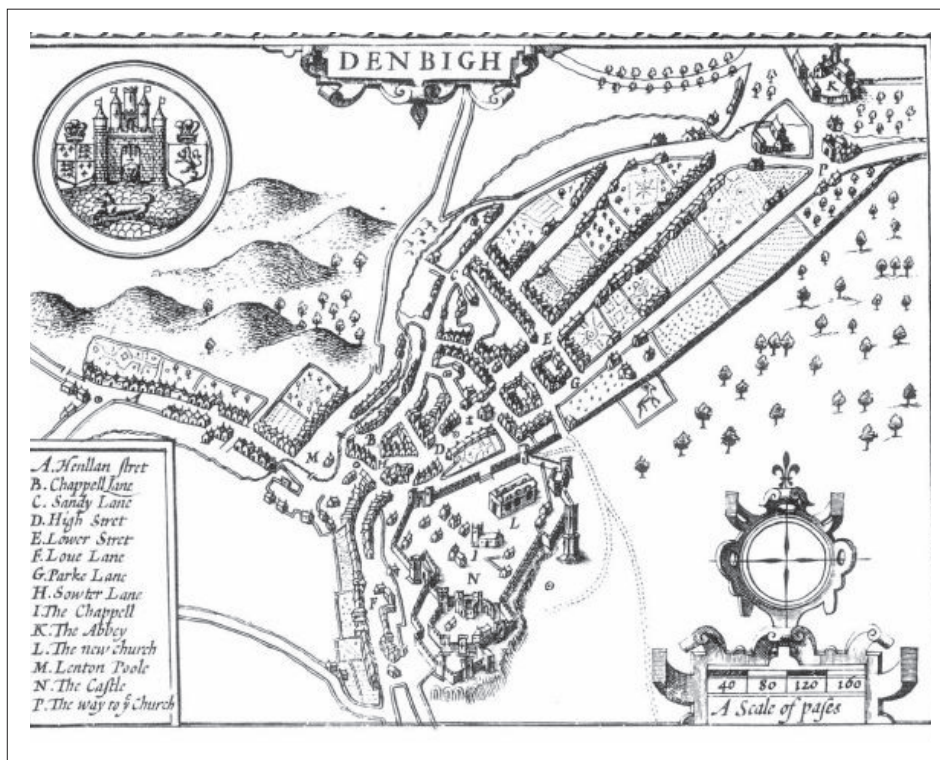 DENBIGH
K
P
C
E
G
B
M
D
H
I
L
I
N
F
A. Henllan ſtret
B. Chappell Lane
C. Sandy Lane
D. High Stret
E. Lower Stret
F. Loue Lane
G. Parke Lane
H. Sowter Lane
I. The Chappell
K. The Abbey
L. The new church
M. Lenton Poole
N. The Caſtle
P. The way to yͤ Church
40 80 120 160
A Scale of paſes